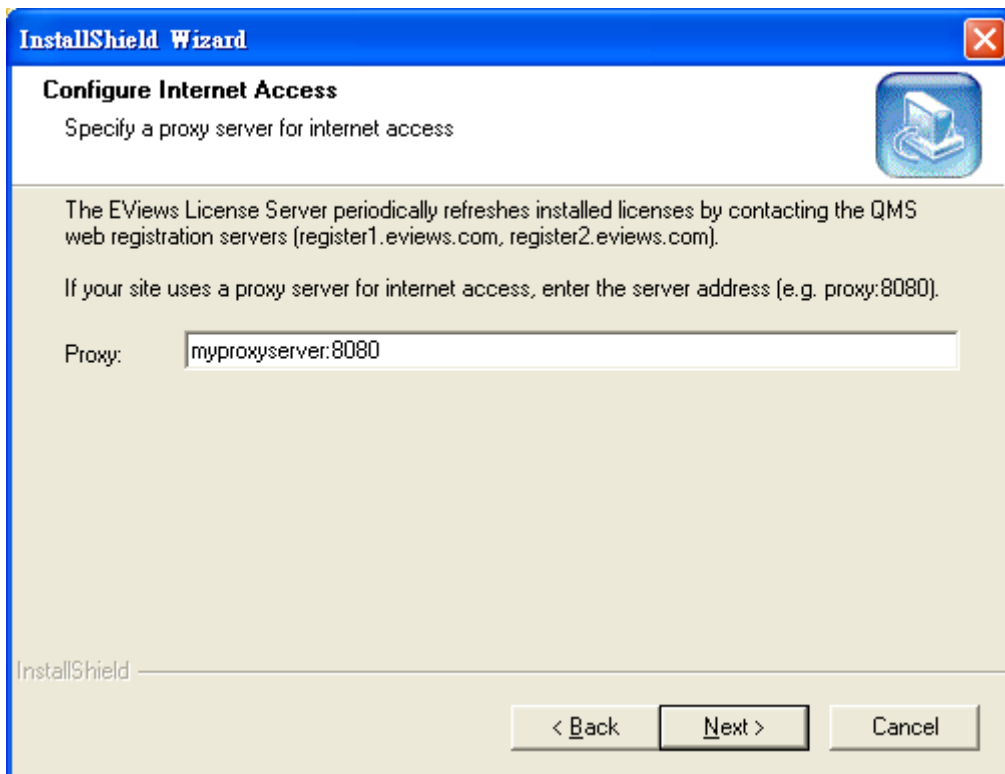 InstallShield Wizard
Configure Internet Access
Specify a proxy server for internet access
The EViews License Server periodically refreshes installed licenses by contacting the QMS
web registration servers (register1.eviews.com, register2.eviews.com).
If your site uses a proxy server for internet access, enter the server address (e.g. proxy:8080).
Proxy: myproxyserver:8080
InstallShield
< Back Next > Cancel